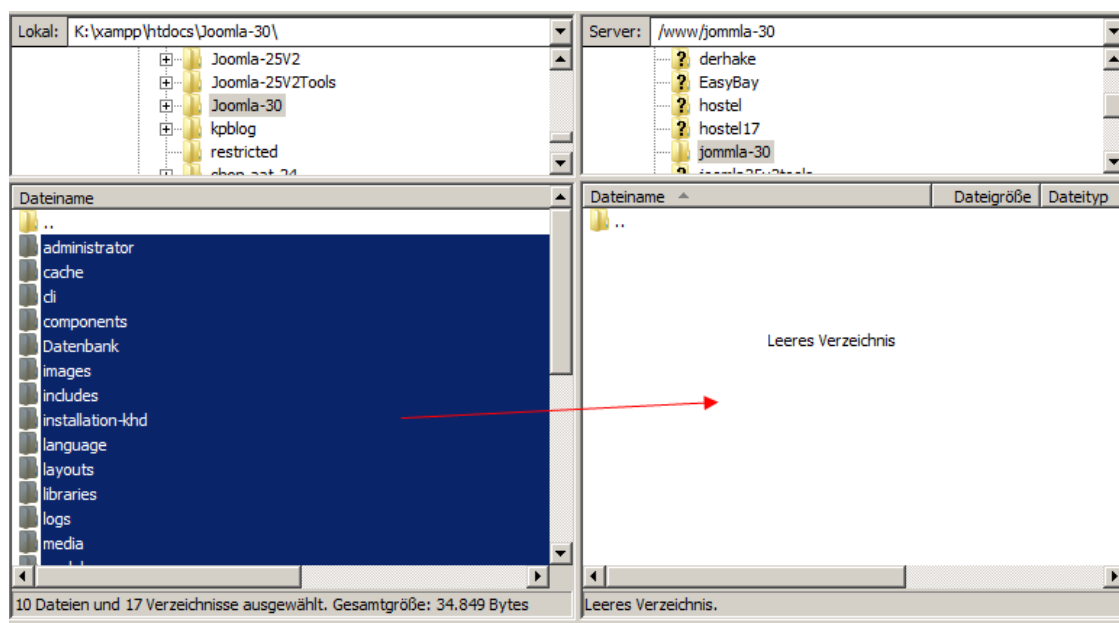 Lokal: K:\xampp\htdocs\Joomla-30\
Joomla-25V2
Joomla-25V2Tools
Joomla-30
kpblog
restricted
Dateiname
..
administrator
cache
cli
components
Datenbank
images
includes
installation-khd
language
layouts
libraries
logs
media
10 Dateien und 17 Verzeichnisse ausgewählt. Gesamtgröße: 34.849 Bytes
Server: /www/jommla-30
derhake
EasyBay
hostel
hostel17
jommla-30
Dateiname Dateigröße Dateityp
..
Leeres Verzeichnis
Leeres Verzeichnis.